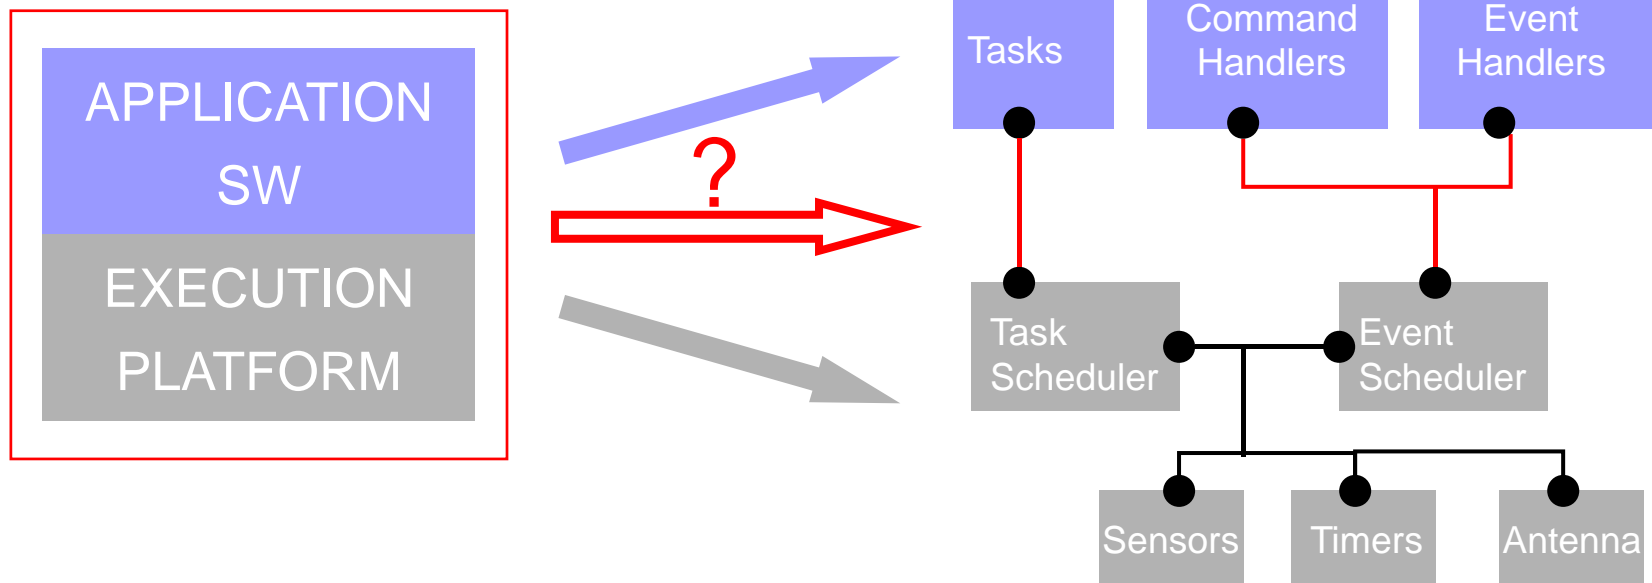 APPLICATION
SW
EXECUTION
PLATFORM
?
Tasks
Command
Handlers
Event
Handlers
Task
Scheduler
Event
Scheduler
Sensors
Timers
Antenna